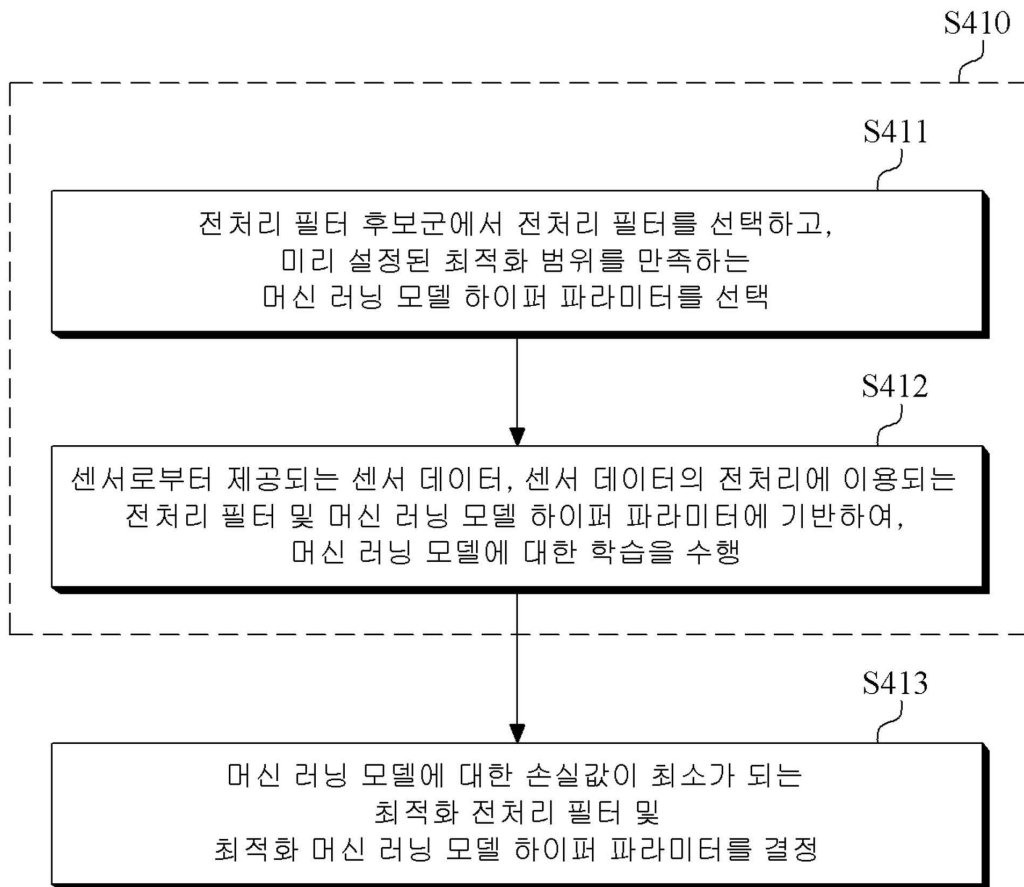 S410
S411
전처리 필터 후보군에서 전처리 필터를 선택하고,
미리 설정된 최적화 범위를 만족하는
머신 러닝 모델 하이퍼 파라미터를 선택
S412
센서로부터 제공되는 센서 데이터, 센서 데이터의 전처리에 이용되는
전처리 필터 및 머신 러닝 모델 하이퍼 파라미터에 기반하여,
머신 러닝 모델에 대한 학습을 수행
S413
머신 러닝 모델에 대한 손실값이 최소가 되는
최적화 전처리 필터 및
최적화 머신 러닝 모델 하이퍼 파라미터를 결정